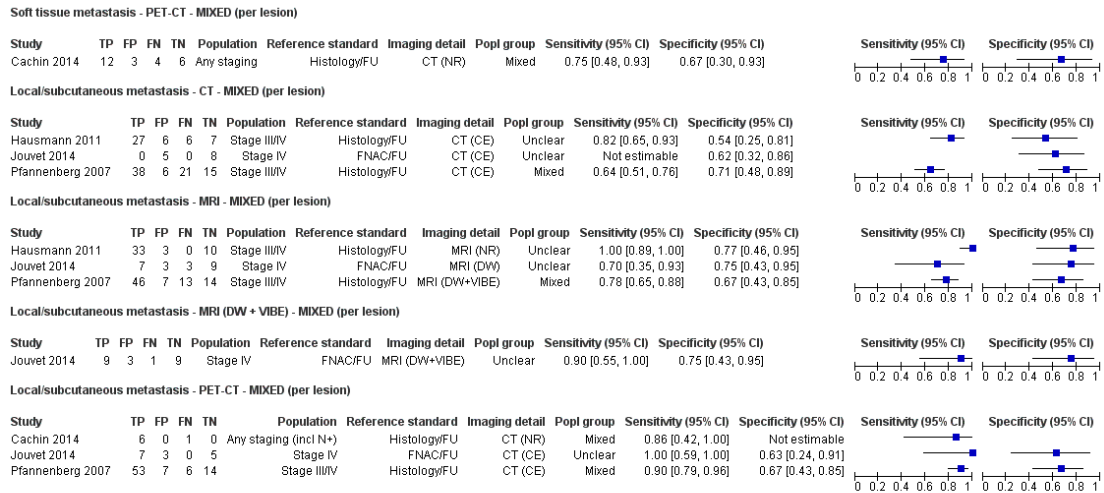 Soft tissue metastasis - PET-CT - MIXED (per lesion)
Study TP FP FN TN Population Reference standard Imaging detail Popl group Sensitivity (95% CI) Specificity (95% CI) Sensitivity (95% CI) Specificity (95% CI)
Cachin 2014 12 3 4 6 Any staging Histology/FU CT (NR) Mixed 0.75 [0.48, 0.93] 0.67 [0.30, 0.93]
0 0.2 0.4 0.6 0.8 1 0 0.2 0.4 0.6 0.8 1
Local/subcutaneous metastasis - CT - MIXED (per lesion)
Study TP FP FN TN Population Reference standard Imaging detail Popl group Sensitivity (95% CI) Specificity (95% CI) Sensitivity (95% CI) Specificity (95% CI)
Hausmann 2011 27 6 6 7 Stage III/IV Histology/FU CT (CE) Unclear 0.82 [0.65, 0.93] 0.54 [0.25, 0.81]
Jouvet 2014 0 5 0 8 Stage IV FNAC/FU CT (CE) Unclear Not estimable 0.62 [0.32, 0.86]
Pfannenberg 2007 38 6 21 15 Stage III/IV Histology/FU CT (CE) Mixed 0.64 [0.51, 0.76] 0.71 [0.48, 0.89]
0 0.2 0.4 0.6 0.8 1 0 0.2 0.4 0.6 0.8 1
Local/subcutaneous metastasis - MRI - MIXED (per lesion)
Study TP FP FN TN Population Reference standard Imaging detail Popl group Sensitivity (95% CI) Specificity (95% CI) Sensitivity (95% CI) Specificity (95% CI)
Hausmann 2011 33 3 0 10 Stage III/IV Histology/FU MRI (NR) Unclear 1.00 [0.89, 1.00] 0.77 [0.46, 0.95]
Jouvet 2014 7 3 3 9 Stage IV FNAC/FU MRI (DW) Unclear 0.70 [0.35, 0.93] 0.75 [0.43, 0.95]
Pfannenberg 2007 46 7 13 14 Stage III/IV Histology/FU MRI (DW+VIBE) Mixed 0.78 [0.65, 0.88] 0.67 [0.43, 0.85]
0 0.2 0.4 0.6 0.8 1 0 0.2 0.4 0.6 0.8 1
Local/subcutaneous metastasis - MRI (DW + VIBE) - MIXED (per lesion)
Study TP FP FN TN Population Reference standard Imaging detail Popl group Sensitivity (95% CI) Specificity (95% CI) Sensitivity (95% CI) Specificity (95% CI)
Jouvet 2014 9 3 1 9 Stage IV FNAC/FU MRI (DW+VIBE) Unclear 0.90 [0.55, 1.00] 0.75 [0.43, 0.95]
0 0.2 0.4 0.6 0.8 1 0 0.2 0.4 0.6 0.8 1
Local/subcutaneous metastasis - PET-CT - MIXED (per lesion)
Study TP FP FN TN Population Reference standard Imaging detail Popl group Sensitivity (95% CI) Specificity (95% CI) Sensitivity (95% CI) Specificity (95% CI)
Cachin 2014 6 0 1 0 Any staging (incl N+) Histology/FU CT (NR) Mixed 0.86 [0.42, 1.00] Not estimable
Jouvet 2014 7 3 0 5 Stage IV FNAC/FU CT (CE) Unclear 1.00 [0.59, 1.00] 0.63 [0.24, 0.91]
Pfannenberg 2007 53 7 6 14 Stage III/IV Histology/FU CT (CE) Mixed 0.90 [0.79, 0.96] 0.67 [0.43, 0.85]
0 0.2 0.4 0.6 0.8 1 0 0.2 0.4 0.6 0.8 1